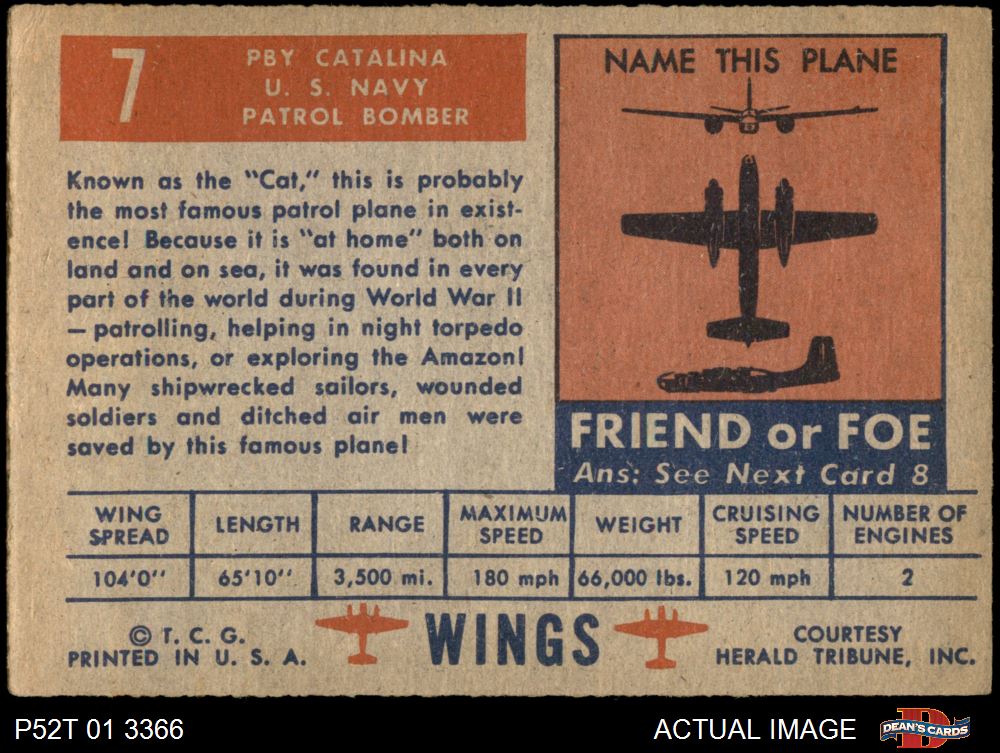 7
PBY CATALINA
U. S. NAVY
PATROL BOMBER
Known as the "Cat," this is probably
the most famous patrol plane in exist-
ence! Because it is "at home" both on
land and on sea, it was found in every
part of the world during World War II
—patrolling, helping in night torpedo
operations, or exploring the Amazon!
Many shipwrecked sailors, wounded
soldiers and ditched air men were
saved by this famous plane!
NAME THIS PLANE
FRIEND or FOE
Ans: See Next Card 8
WING SPREAD
LENGTH
RANGE
MAXIMUM SPEED
WEIGHT
CRUISING SPEED
NUMBER OF ENGINES
104'0''
65'10''
3,500 mi.
180 mph
66,000 lbs.
120 mph
2
© T. C. G.
PRINTED IN U. S. A.
WINGS
COURTESY
HERALD TRIBUNE, INC.
P52T 01 3366
ACTUAL IMAGE
DEAN'S CARDS